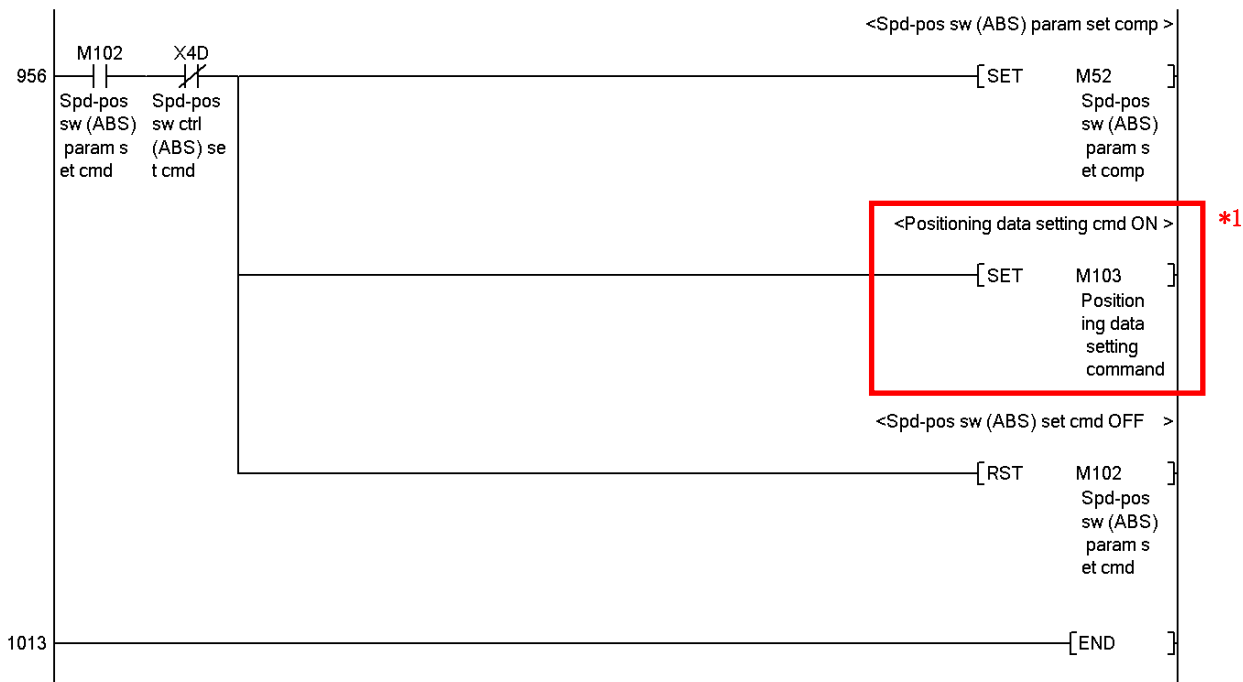 <Spd-pos sw (ABS) param set comp >
M102 X4D
956 [SET M52 ]
Spd-pos
sw (ABS)
param s
et cmd
Spd-pos
sw ctrl
(ABS) se
t cmd
Spd-pos
sw (ABS)
param s
et comp
<Positioning data setting cmd ON >
*1
[SET M103 ]
Position
ing data
setting
command
<Spd-pos sw (ABS) set cmd OFF >
[RST M102 ]
Spd-pos
sw (ABS)
param s
et cmd
1013 [END ]